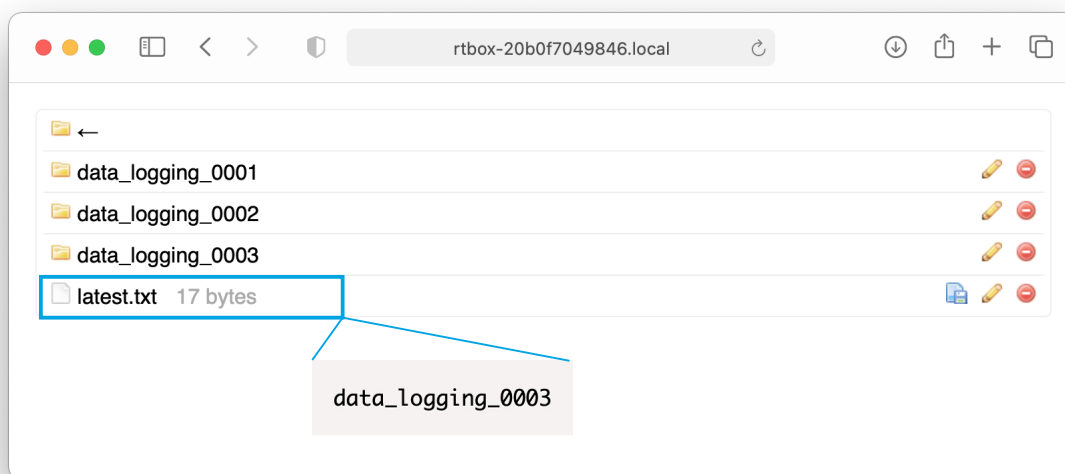 rtbox-20b0f7049846.local
←
data_logging_0001
data_logging_0002
data_logging_0003
latest.txt 17 bytes
data_logging_0003